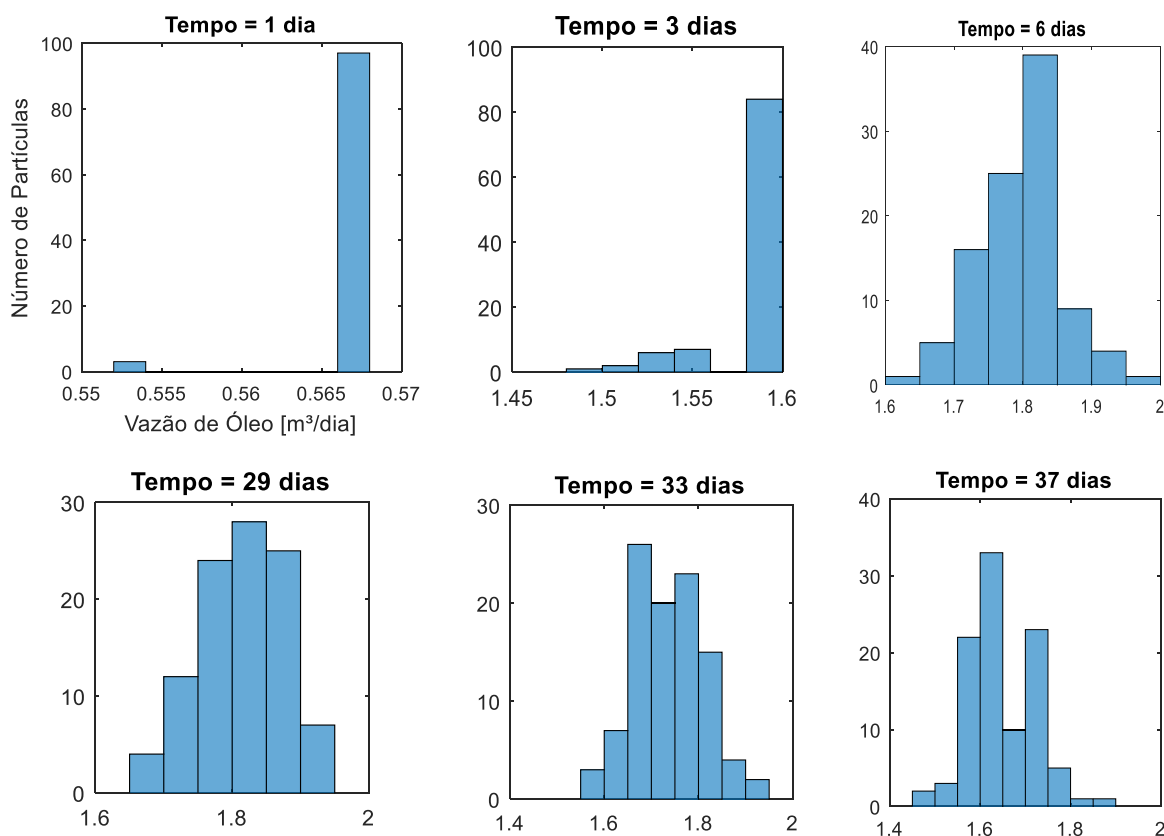 Tempo = 1 dia
Número de Partículas
100
80
60
40
20
0
0.55 0.555 0.56 0.565 0.57
Vazão de Óleo [m³/dia]
Tempo = 3 dias
100
80
60
40
20
0
1.45 1.5 1.55 1.6
Tempo = 6 dias
40
30
20
10
0
1.6 1.7 1.8 1.9 2
Tempo = 29 dias
30
20
10
0
1.6 1.8 2
Tempo = 33 dias
30
20
10
0
1.4 1.6 1.8 2
Tempo = 37 dias
40
30
20
10
0
1.4 1.6 1.8 2